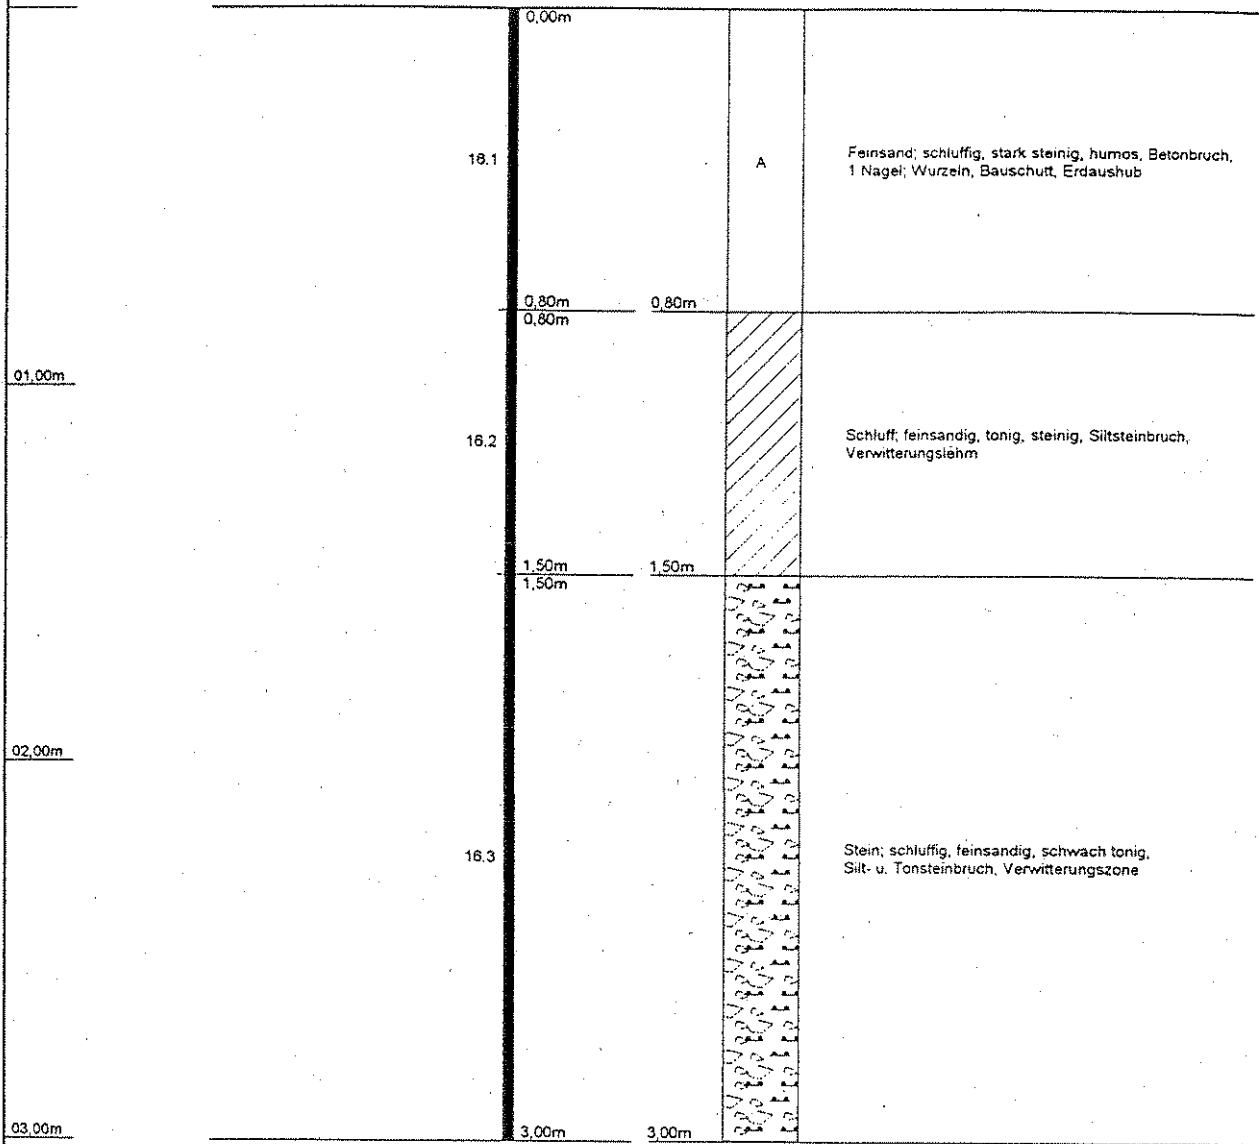 0,00m
16.1
A
Feinsand; schluffig, stark steinig, humos, Betonbruch,
1 Nagel; Wurzeln, Bauschutt, Erdaushub
0,80m
0,80m
0,80m
01,00m
16.2
Schluff; feinsandig, tonig, steinig, Siltsteinbruch,
Verwitterungslehm
1,50m
1,50m
1,50m
02,00m
16.3
Stein; schluffig, feinsandig, schwach tonig,
Silt- u. Tonsteinbruch, Verwitterungszone
03,00m
3,00m
3,00m